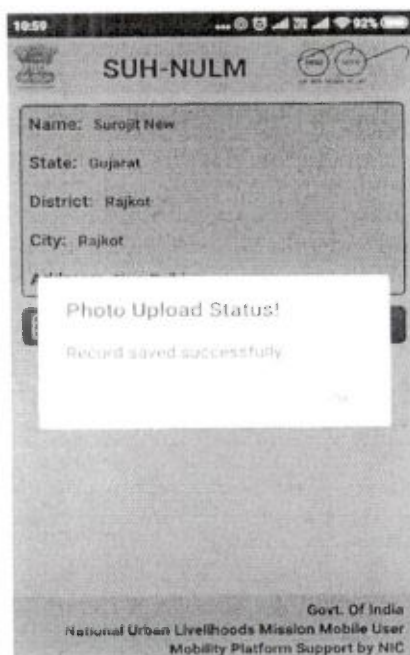 10:59
92%
SUH-NULM
Name: Surojit New
State: Gujarat
District: Rajkot
City: Rajkot
Photo Upload Status!
Record saved successfully
Govt. Of India
National Urban Livelihoods Mission Mobile User
Mobility Platform Support by NIC